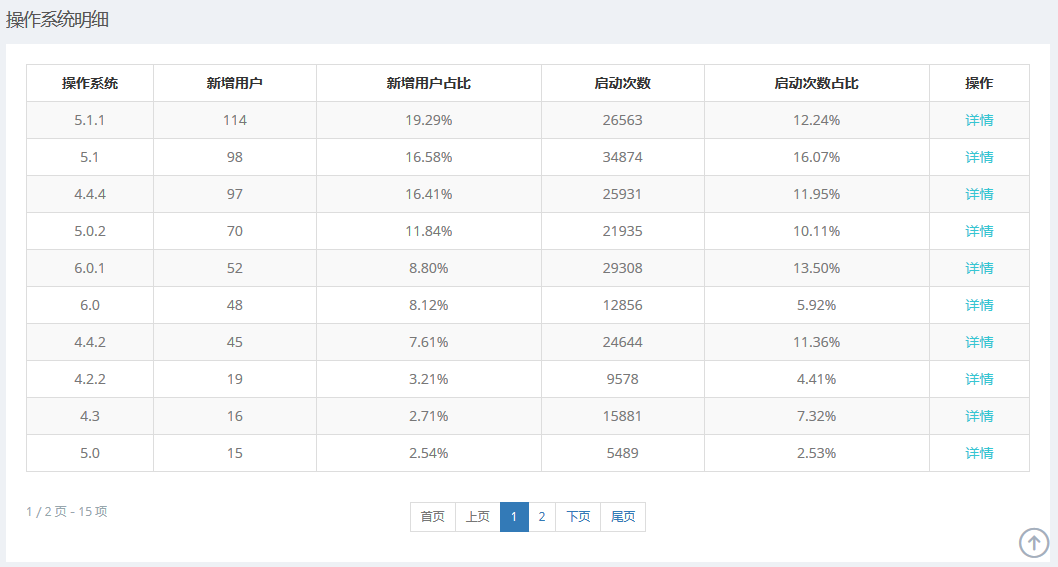 操作系统明细
操作系统 新增用户 新增用户占比 启动次数 启动次数占比 操作
5.1.1 114 19.29% 26563 12.24% 详情
5.1 98 16.58% 34874 16.07% 详情
4.4.4 97 16.41% 25931 11.95% 详情
5.0.2 70 11.84% 21935 10.11% 详情
6.0.1 52 8.80% 29308 13.50% 详情
6.0 48 8.12% 12856 5.92% 详情
4.4.2 45 7.61% 24644 11.36% 详情
4.2.2 19 3.21% 9578 4.41% 详情
4.3 16 2.71% 15881 7.32% 详情
5.0 15 2.54% 5489 2.53% 详情
1 / 2 页 - 15 项 首页 上页 1 2 下页 尾页